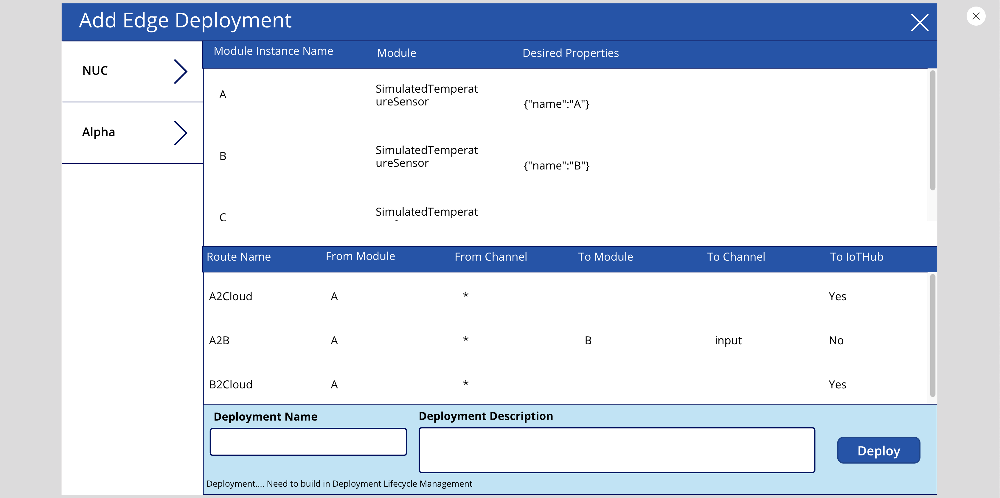 Add Edge Deployment
NUC
Alpha
Module Instance Name Module Desired Properties
A SimulatedTemperat
ureSensor {"name":"A"}
B SimulatedTemperat
ureSensor {"name":"B"}
C SimulatedTemperat
Route Name From Module From Channel To Module To Channel To IoTHub
A2Cloud A * Yes
A2B A * B input No
B2Cloud A * Yes
Deployment Name Deployment Description
Deploy
Deployment.... Need to build in Deployment Lifecycle Management